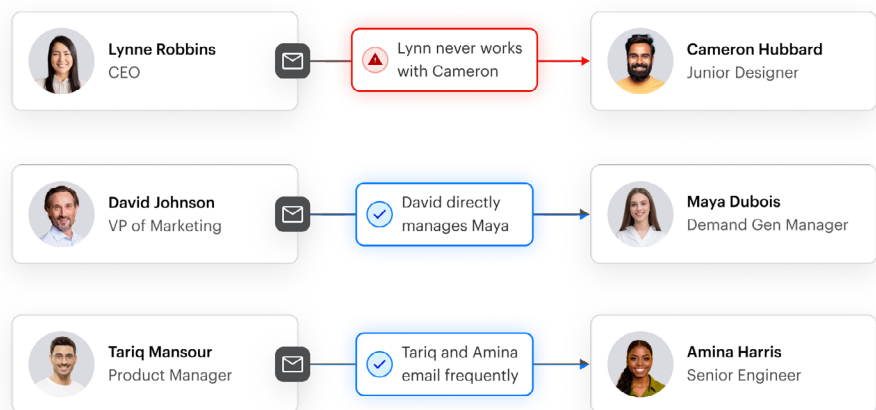 Lynne Robbins
CEO
Lynn never works
with Cameron
Cameron Hubbard
Junior Designer
David Johnson
VP of Marketing
David directly
manages Maya
Maya Dubois
Demand Gen Manager
Tariq Mansour
Product Manager
Tariq and Amina
email frequently
Amina Harris
Senior Engineer